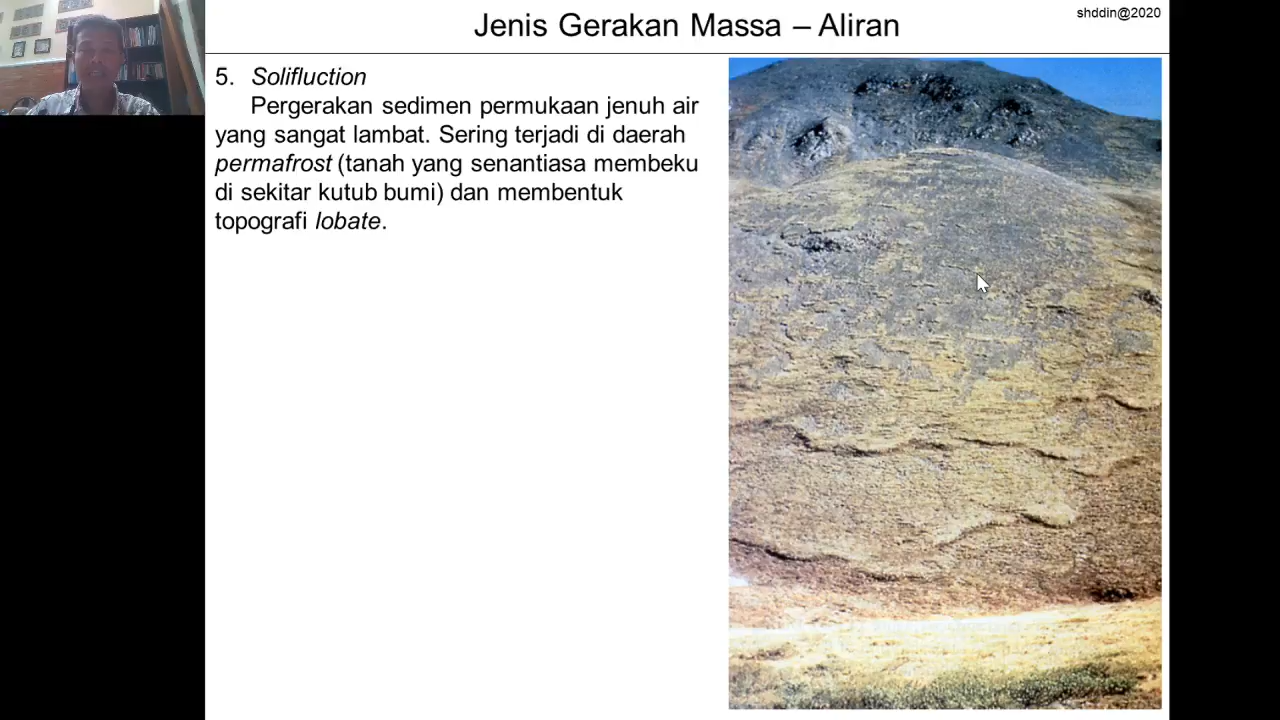 Jenis Gerakan Massa – Aliran
shddin@2020
5. Solifluction
Pergerakan sedimen permukaan jenuh air
yang sangat lambat. Sering terjadi di daerah
permafrost (tanah yang senantiasa membeku
di sekitar kutub bumi) dan membentuk
topografi lobate.